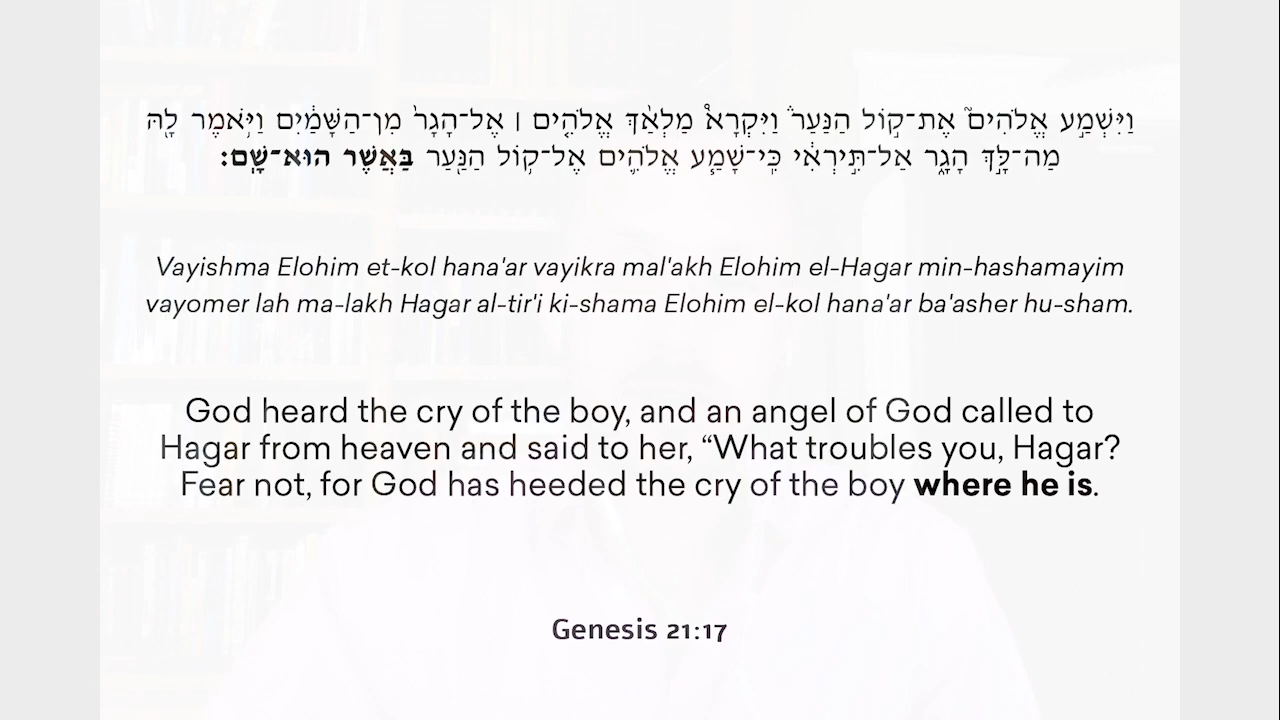 וַיִּשְׁמַ֣ע אֱלֹהִים֮ אֶת־ק֣וֹל הַנַּעַר֒ וַיִּקְרָא֩ מַלְאַ֨ךְ אֱלֹהִ֤ים ׀ אֶל־הָגָר֙ מִן־הַשָּׁמַ֔יִם וַיֹּ֥אמֶר לָ֖הּ
מַה־לָּ֣ךְ הָגָ֑ר אַל־תִּ֣ירְאִ֔י כִּֽי־שָׁמַ֧ע אֱלֹהִ֛ים אֶל־ק֥וֹל הַנַּ֖עַר בַּאֲשֶׁ֥ר הוּא־שָֽׁם׃
Vayishma Elohim et-kol hana'ar vayikra mal'akh Elohim el-Hagar min-hashamayim
vayomer lah ma-lakh Hagar al-tir'i ki-shama Elohim el-kol hana'ar ba'asher hu-sham.
God heard the cry of the boy, and an angel of God called to
Hagar from heaven and said to her, “What troubles you, Hagar?
Fear not, for God has heeded the cry of the boy where he is.
Genesis 21:17